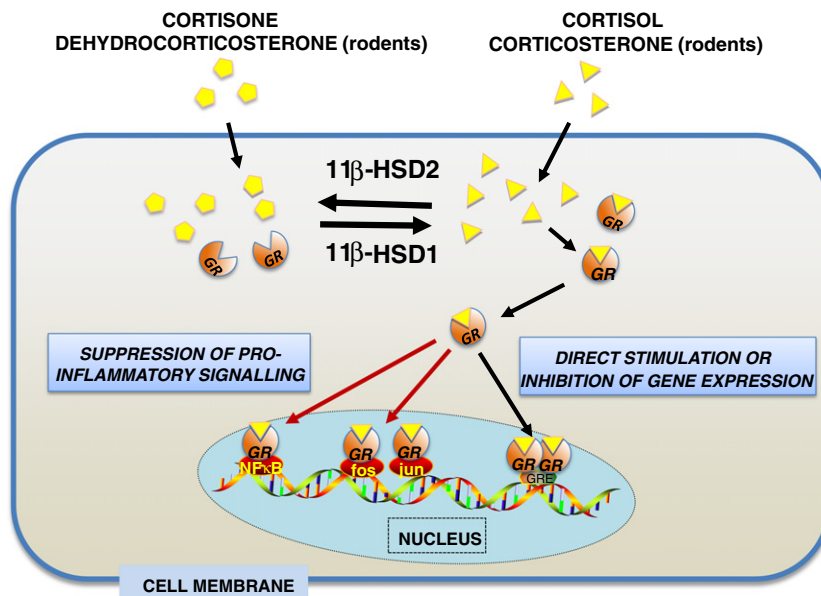 CORTISONE
DEHYDROCORTICOSTERONE (rodents)
CORTISOL
CORTICOSTERONE (rodents)
11β-HSD2
11β-HSD1
GR
GR
GR
GR
GR
SUPPRESSION OF PRO-
INFLAMMATORY SIGNALLING
DIRECT STIMULATION OR
INHIBITION OF GENE EXPRESSION
GR
NFκB
GR
fos
GR
jun
GR
GR
GRE
NUCLEUS
CELL MEMBRANE